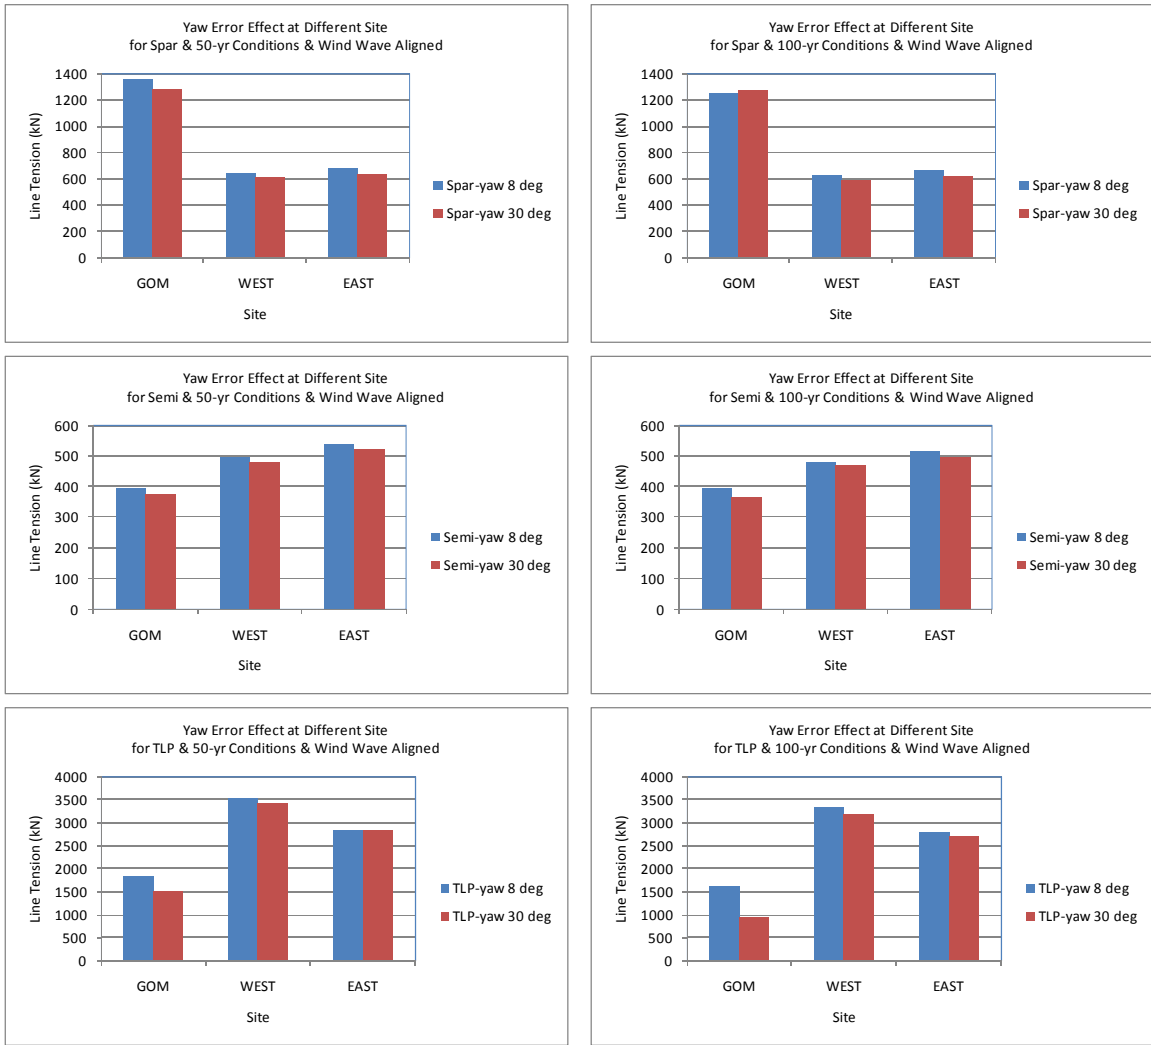 Yaw Error Effect at Different Site
for Spar & 50-yr Conditions & Wind Wave Aligned
Line Tension (kN)
1400
1200
1000
800
600
400
200
0
GOM WEST EAST
Site
Spar-yaw 8 deg
Spar-yaw 30 deg
Yaw Error Effect at Different Site
for Spar & 100-yr Conditions & Wind Wave Aligned
Line Tension (kN)
1400
1200
1000
800
600
400
200
0
GOM WEST EAST
Site
Spar-yaw 8 deg
Spar-yaw 30 deg
Yaw Error Effect at Different Site
for Semi & 50-yr Conditions & Wind Wave Aligned
Line Tension (kN)
600
500
400
300
200
100
0
GOM WEST EAST
Site
Semi-yaw 8 deg
Semi-yaw 30 deg
Yaw Error Effect at Different Site
for Semi & 100-yr Conditions & Wind Wave Aligned
Line Tension (kN)
600
500
400
300
200
100
0
GOM WEST EAST
Site
Semi-yaw 8 deg
Semi-yaw 30 deg
Yaw Error Effect at Different Site
for TLP & 50-yr Conditions & Wind Wave Aligned
Line Tension (kN)
4000
3500
3000
2500
2000
1500
1000
500
0
GOM WEST EAST
Site
TLP-yaw 8 deg
TLP-yaw 30 deg
Yaw Error Effect at Different Site
for TLP & 100-yr Conditions & Wind Wave Aligned
Line Tension (kN)
4000
3500
3000
2500
2000
1500
1000
500
0
GOM WEST EAST
Site
TLP-yaw 8 deg
TLP-yaw 30 deg